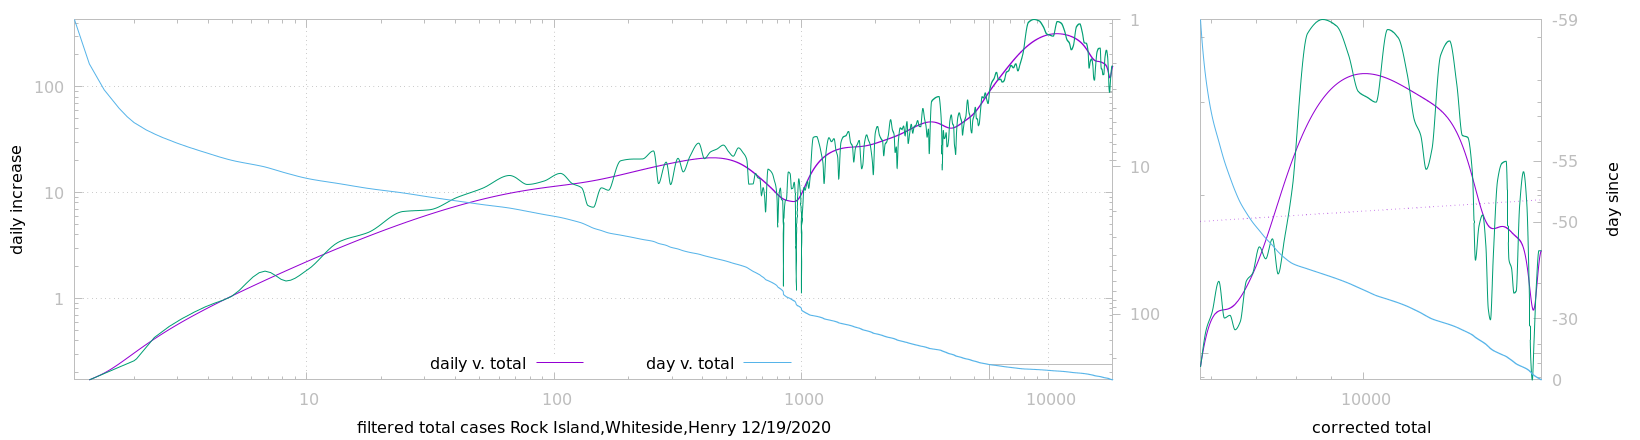 daily increase
100
10
1
10
100
1000
10000
1
10
100
daily v. total
day v. total
filtered total cases Rock Island,Whiteside,Henry 12/19/2020
10000
-59
-55
-50
-30
0
day since
corrected total